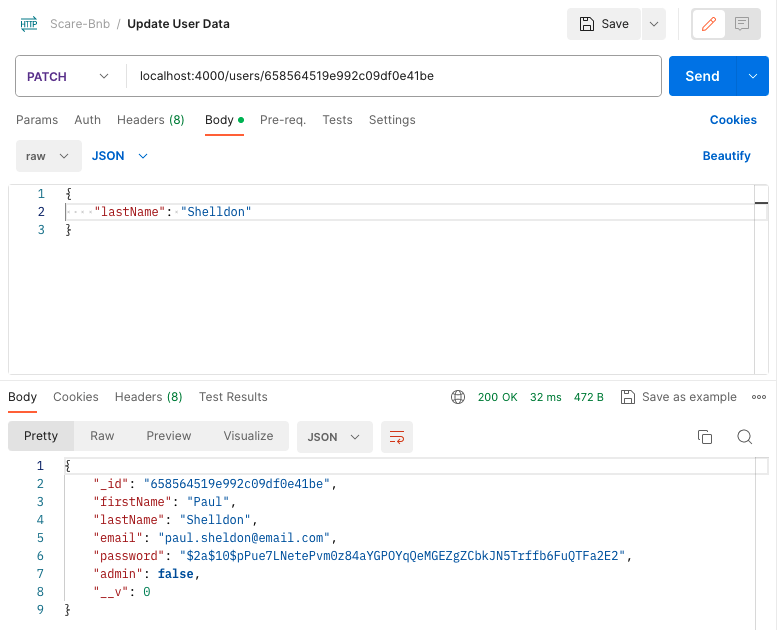 HTTP Scare-Bnb / Update User Data Save
PATCH localhost:4000/users/658564519e992c09df0e41be Send
Params Auth Headers (8) Body Pre-req. Tests Settings Cookies
raw JSON Beautify
1 {
2 "lastName": "Shelldon"
3 }
Body Cookies Headers (8) Test Results 200 OK 32 ms 472 B Save as example
Pretty Raw Preview Visualize JSON
1 {
2 "_id": "658564519e992c09df0e41be",
3 "firstName": "Paul",
4 "lastName": "Shelldon",
5 "email": "paul.sheldon@email.com",
6 "password": "$2a$10$pPue7LNetePvm0z84aYGPOYqQeMGEZgZCbkJN5Trffb6FuQTFa2E2",
7 "admin": false,
8 "__v": 0
9 }